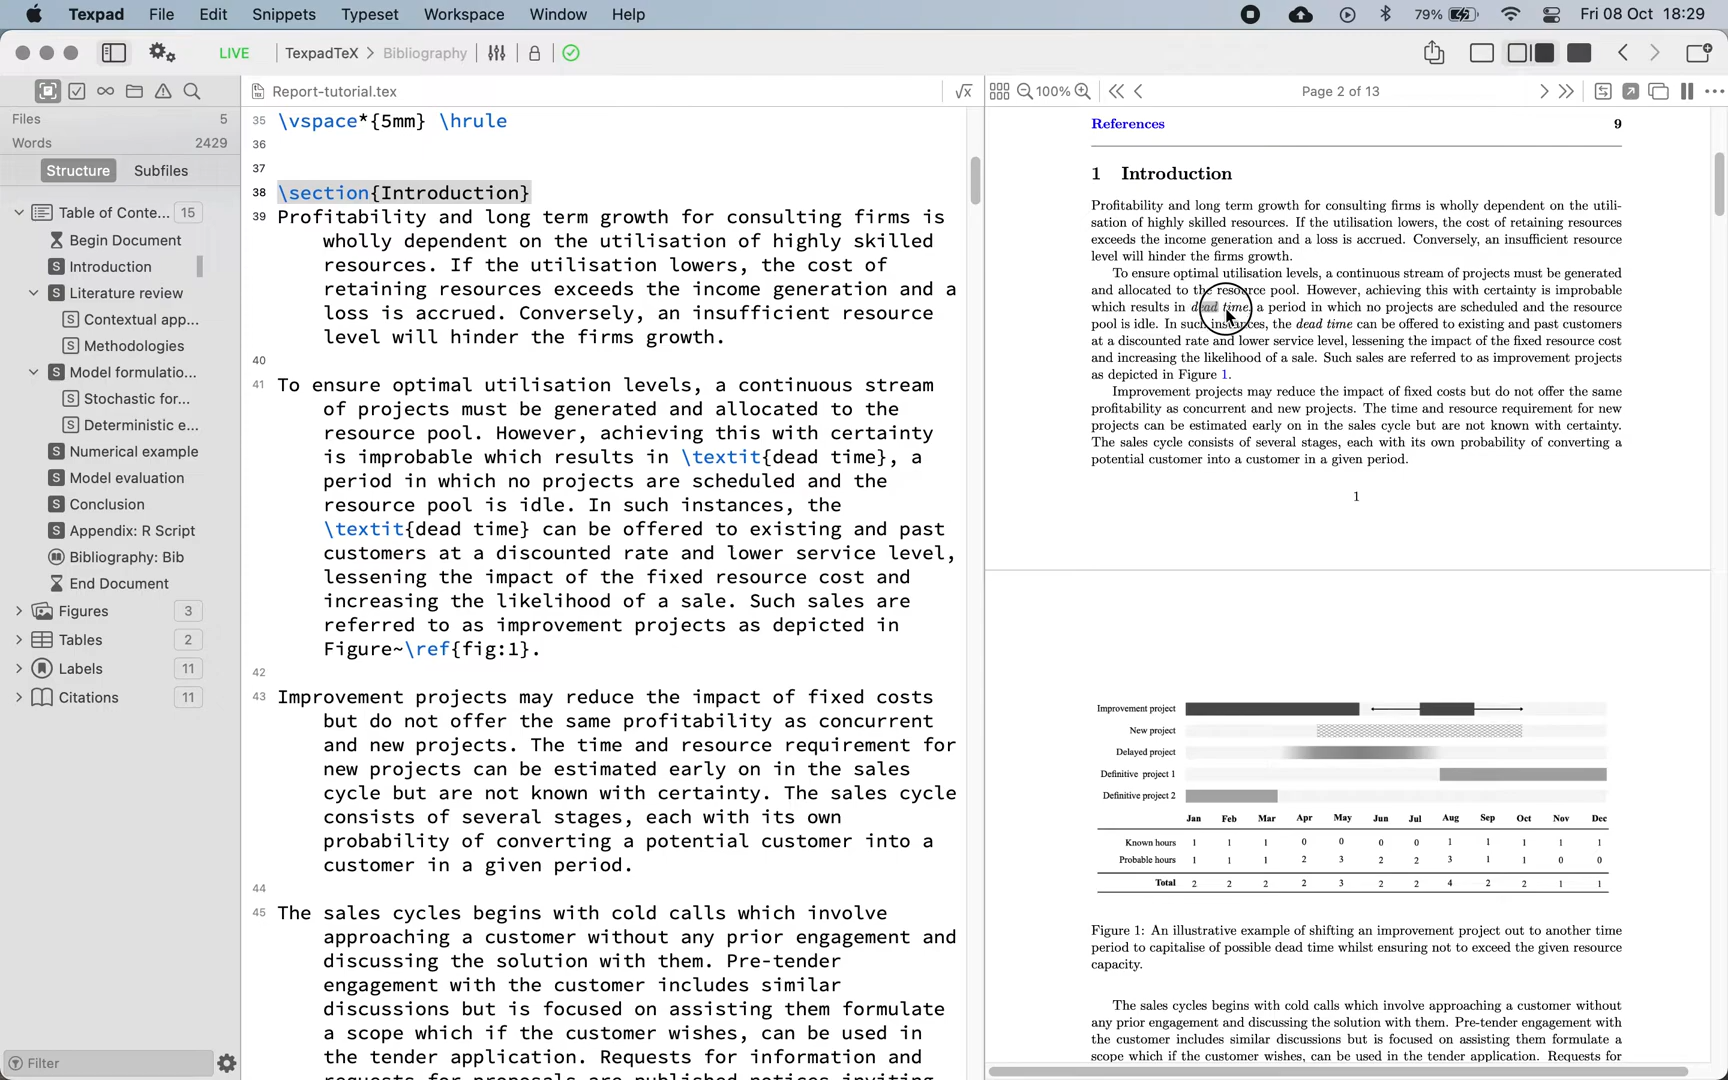 Texpad File Edit Snippets Typeset Workspace Window Help 79% Fri 08 Oct 18:29
LIVE TexpadTeX > Bibliography
Report-tutorial.tex
100% Page 2 of 13
Files 5
Words 2429
Structure Subfiles
Table of Conte... 15
Begin Document
Introduction
Literature review
Contextual app...
Methodologies
Model formulatio...
Stochastic for...
Deterministic e...
Numerical example
Model evaluation
Conclusion
Appendix: R Script
Bibliography: Bib
End Document
Figures 3
Tables 2
Labels 11
Citations 11
Filter
35 \vspace*{5mm} \hrule
36
37
38 \section{Introduction}
39 Profitability and long term growth for consulting firms is
wholly dependent on the utilisation of highly skilled
resources. If the utilisation lowers, the cost of
retaining resources exceeds the income generation and a
loss is accrued. Conversely, an insufficient resource
level will hinder the firms growth.
40
41 To ensure optimal utilisation levels, a continuous stream
of projects must be generated and allocated to the
resource pool. However, achieving this with certainty
is improbable which results in \textit{dead time}, a
period in which no projects are scheduled and the
resource pool is idle. In such instances, the
\textit{dead time} can be offered to existing and past
customers at a discounted rate and lower service level,
lessening the impact of the fixed resource cost and
increasing the likelihood of a sale. Such sales are
referred to as improvement projects as depicted in
Figure~\ref{fig:1}.
42
43 Improvement projects may reduce the impact of fixed costs
but do not offer the same profitability as concurrent
and new projects. The time and resource requirement for
new projects can be estimated early on in the sales
cycle but are not known with certainty. The sales cycle
consists of several stages, each with its own
probability of converting a potential customer into a
customer in a given period.
44
45 The sales cycles begins with cold calls which involve
approaching a customer without any prior engagement and
discussing the solution with them. Pre-tender
engagement with the customer includes similar
discussions but is focused on assisting them formulate
a scope which if the customer wishes, can be used in
the tender application. Requests for information and
requests for proposals are published notices inviting
References 9
1 Introduction
Profitability and long term growth for consulting firms is wholly dependent on the utili-
sation of highly skilled resources. If the utilisation lowers, the cost of retaining resources
exceeds the income generation and a loss is accrued. Conversely, an insufficient resource
level will hinder the firms growth.
To ensure optimal utilisation levels, a continuous stream of projects must be generated
and allocated to the resource pool. However, achieving this with certainty is improbable
which results in dead time, a period in which no projects are scheduled and the resource
pool is idle. In such instances, the dead time can be offered to existing and past customers
at a discounted rate and lower service level, lessening the impact of the fixed resource cost
and increasing the likelihood of a sale. Such sales are referred to as improvement projects
as depicted in Figure 1.
Improvement projects may reduce the impact of fixed costs but do not offer the same
profitability as concurrent and new projects. The time and resource requirement for new
projects can be estimated early on in the sales cycle but are not known with certainty.
The sales cycle consists of several stages, each with its own probability of converting a
potential customer into a customer in a given period.
1
Improvement project
New project
Delayed project
Definitive project 1
Definitive project 2
Jan Feb Mar Apr May Jun Jul Aug Sep Oct Nov Dec
Known hours 1 1 1 0 0 0 0 1 1 1 1 1
Probable hours 1 1 1 2 3 2 2 3 1 1 0 0
Total 2 2 2 2 3 2 2 4 2 2 1 1
Figure 1: An illustrative example of shifting an improvement project out to another time
period to capitalise of possible dead time whilst ensuring not to exceed the given resource
capacity.
The sales cycles begins with cold calls which involve approaching a customer without
any prior engagement and discussing the solution with them. Pre-tender engagement with
the customer includes similar discussions but is focused on assisting them formulate a
scope which if the customer wishes, can be used in the tender application. Requests for